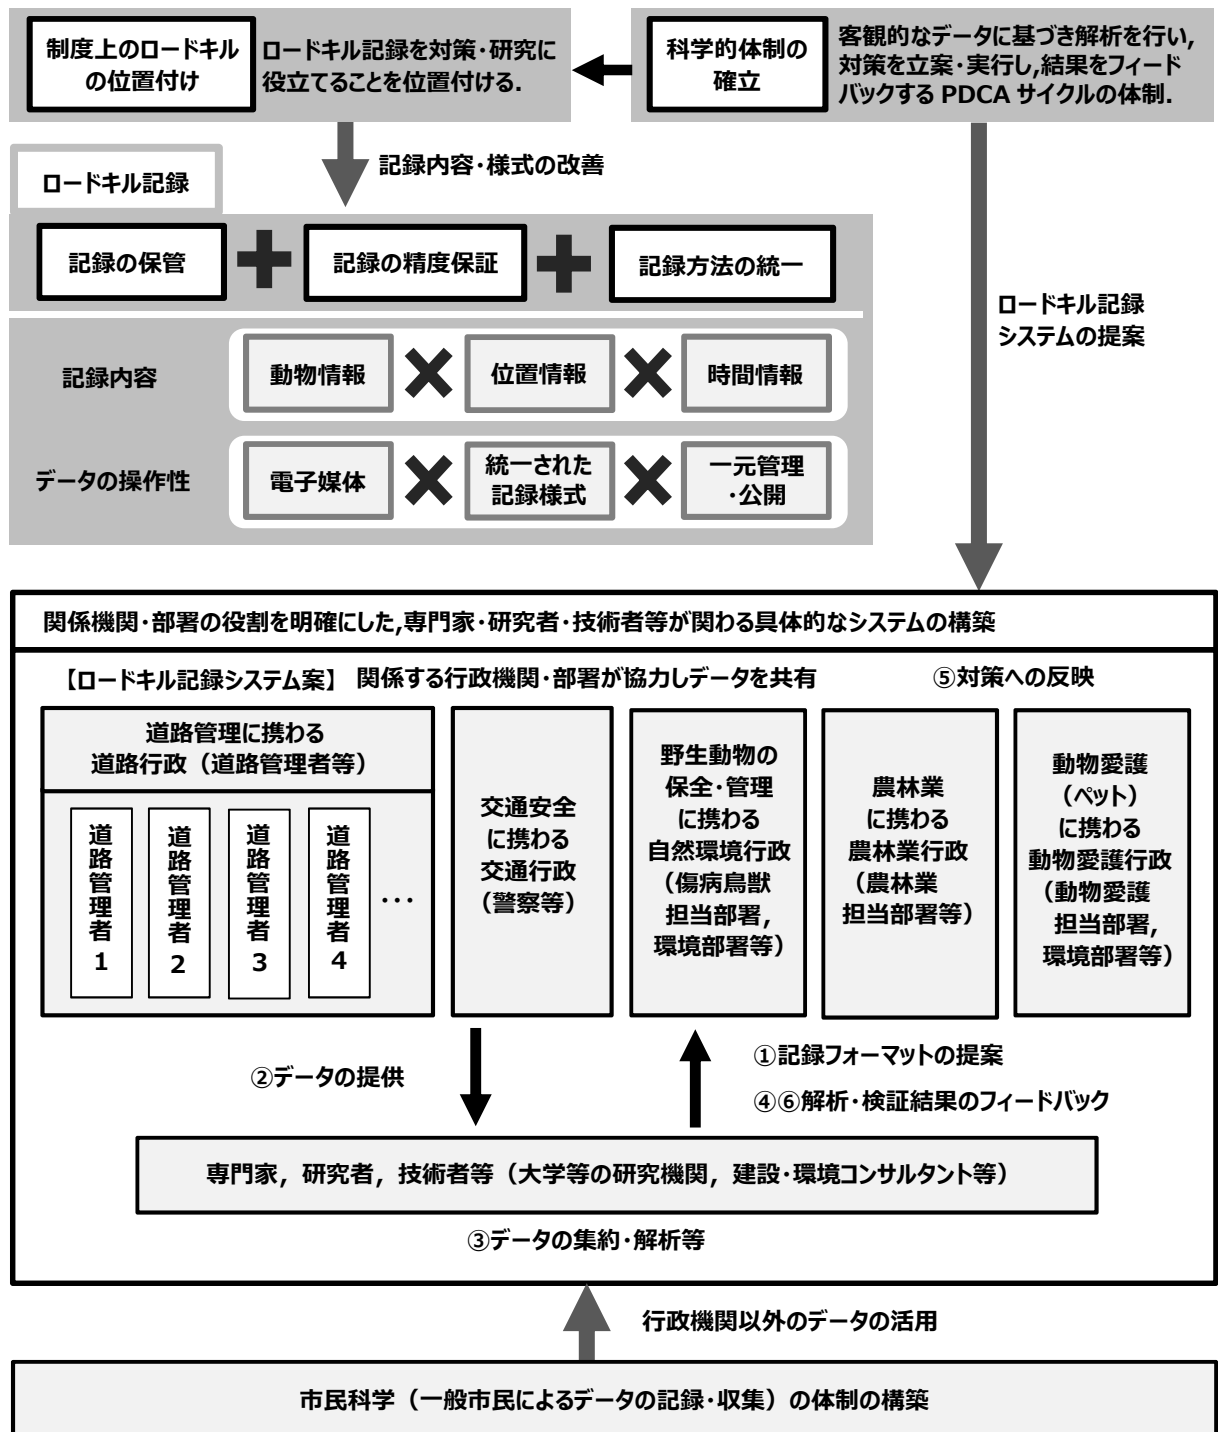 制度上のロードキル
の位置付け
ロードキル記録を対策・研究に
役立てることを位置付ける.
科学的体制の
確立
客観的なデータに基づき解析を行い,
対策を立案・実行し,結果をフィード
バックする PDCA サイクルの体制.
記録内容・様式の改善
ロードキル記録
記録の保管
記録の精度保証
記録方法の統一
ロードキル記録
システムの提案
記録内容
動物情報
位置情報
時間情報
データの操作性
電子媒体
統一された
記録様式
一元管理
・公開
関係機関・部署の役割を明確にした,専門家・研究者・技術者等が関わる具体的なシステムの構築
【ロードキル記録システム案】 関係する行政機関・部署が協力しデータを共有
⑤対策への反映
道路管理に携わる
道路行政（道路管理者等）
道路管理者1
道路管理者2
道路管理者3
道路管理者4
…
交通安全
に携わる
交通行政
（警察等）
野生動物の
保全・管理
に携わる
自然環境行政
（傷病鳥獣
担当部署,
環境部署等）
農林業
に携わる
農林業行政
（農林業
担当部署等）
動物愛護
（ペット）
に携わる
動物愛護行政
（動物愛護
担当部署,
環境部署等）
②データの提供
①記録フォーマットの提案
④⑥解析・検証結果のフィードバック
専門家，研究者，技術者等（大学等の研究機関，建設・環境コンサルタント等）
③データの集約・解析等
行政機関以外のデータの活用
市民科学（一般市民によるデータの記録・収集）の体制の構築